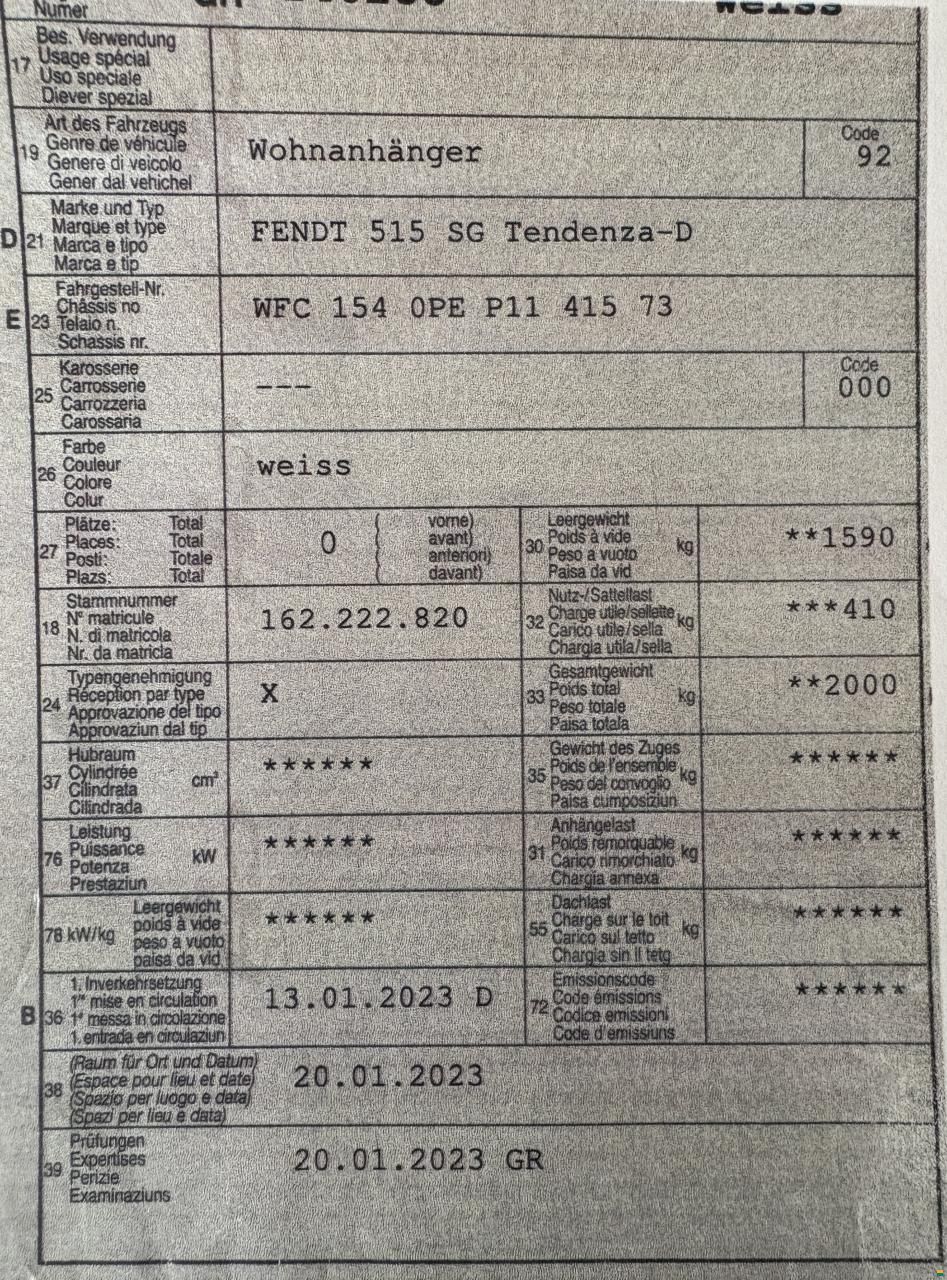 Numer
weiss
Bes. Verwendung
17 Usage spécial
Uso speciale
Diever spezial
Art des Fahrzeugs
19 Genre de véhicule
Genere di veicolo
Gener dal vehichel
Wohnanhänger
Code
92
Marke und Typ
D 21 Marque et type
Marca e tipo
Marca e tip
FENDT 515 SG Tendenza-D
Fahrgestell-Nr.
E 23 Châssis no
Telaio n.
Schassis nr.
WFC 154 0PE P11 415 73
Karosserie
25 Carrosserie
Carrozzeria
Carossaria
---
Code
000
Farbe
26 Couleur
Colore
Colur
weiss
27 Plätze: Total
Places: Total
Posti: Totale
Plazs: Total
0 ( vorne)
avant)
anteriori)
davant)
30 Leergewicht
Poids à vide kg
Peso a vuoto
Paisa da vid
**1590
18 Stammnummer
N° matricule
N. di matricola
Nr. da matricla
162.222.820
32 Nutz-/Sattellast
Charge utile/sellette kg
Carico utile/sella
Chargia utila/sella
***410
24 Typengenehmigung
Réception par type
Approvazione del tipo
Approvaziun dal tip
X
33 Gesamtgewicht
Poids total kg
Peso totale
Paisa totala
**2000
37 Hubraum
Cylindrée cm³
Cilindrata
Cilindrada
******
35 Gewicht des Zuges
Poids de l'ensemble kg
Peso del convoglio
Paisa cumposiziun
******
76 Leistung
Puissance kW
Potenza
Prestaziun
******
31 Anhängelast
Poids remorquable kg
Carico rimorchiato
Chargia annexa
******
78 kW/kg Leergewicht
poids à vide
peso a vuoto
paisa da vid
******
55 Dachlast
Charge sur le toit kg
Carico sul tetto
Chargia sin il tetg
******
B 36 1. Inverkehrsetzung
1re mise en circulation
1a messa in circolazione
1. entrada en circulaziun
13.01.2023 D
72 Emissionscode
Code émissions
Codice emissioni
Code d'emissiuns
******
38 (Raum für Ort und Datum)
(Espace pour lieu et date)
(Spazio per luogo e data)
(Spazi per lieu e data)
20.01.2023
39 Prüfungen
Expertises
Perizie
Examinaziuns
20.01.2023 GR